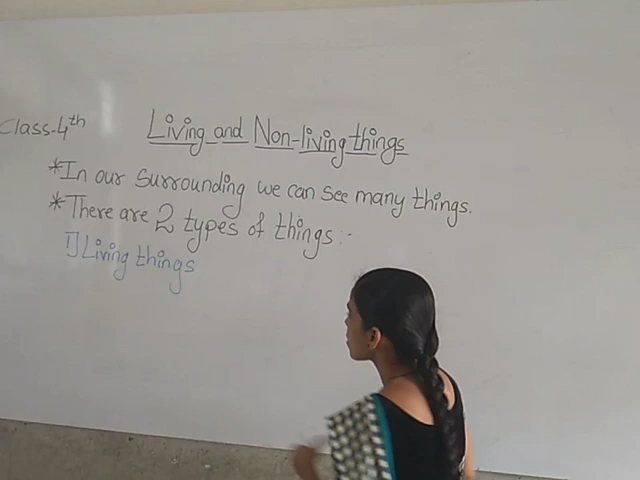 Class-4th
Living and Non-living things
*In our surrounding we can see many things.
*There are 2 types of things:-
1] Living things